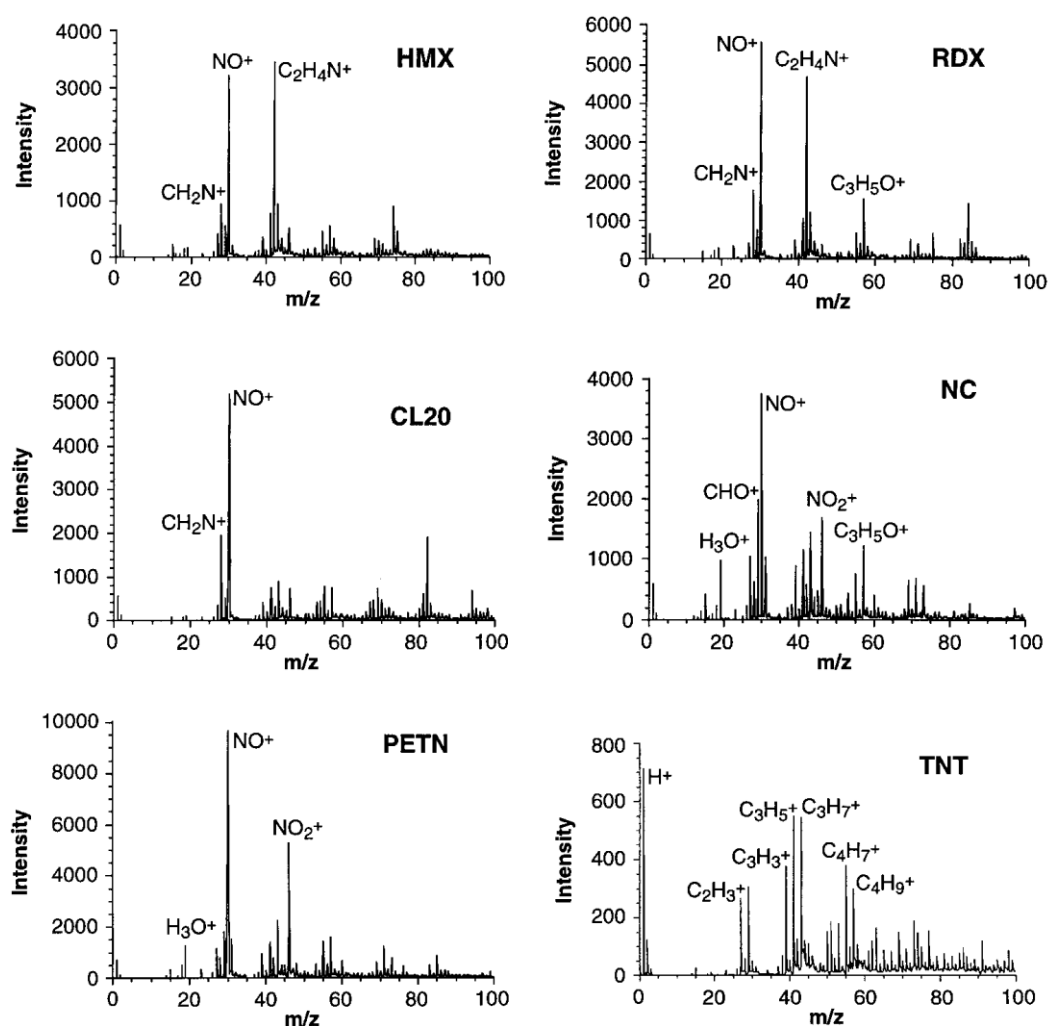 HMX
Intensity
4000
3000
2000
1000
0
NO⁺
C₂H₄N⁺
CH₂N⁺
0 20 40 60 80 100
m/z
RDX
Intensity
6000
5000
4000
3000
2000
1000
0
NO⁺
C₂H₄N⁺
CH₂N⁺
C₃H₅O⁺
0 20 40 60 80 100
m/z
CL20
Intensity
6000
5000
4000
3000
2000
1000
0
NO⁺
CH₂N⁺
0 20 40 60 80 100
m/z
NC
Intensity
4000
3000
2000
1000
0
NO⁺
CHO⁺
NO₂⁺
H₃O⁺
C₃H₅O⁺
0 20 40 60 80 100
m/z
PETN
Intensity
10000
8000
6000
4000
2000
0
NO⁺
NO₂⁺
H₃O⁺
0 20 40 60 80 100
m/z
TNT
Intensity
800
600
400
200
0
H⁺
C₃H₅⁺
C₃H₇⁺
C₃H₃⁺
C₄H₇⁺
C₂H₃⁺
C₄H₉⁺
0 20 40 60 80 100
m/z